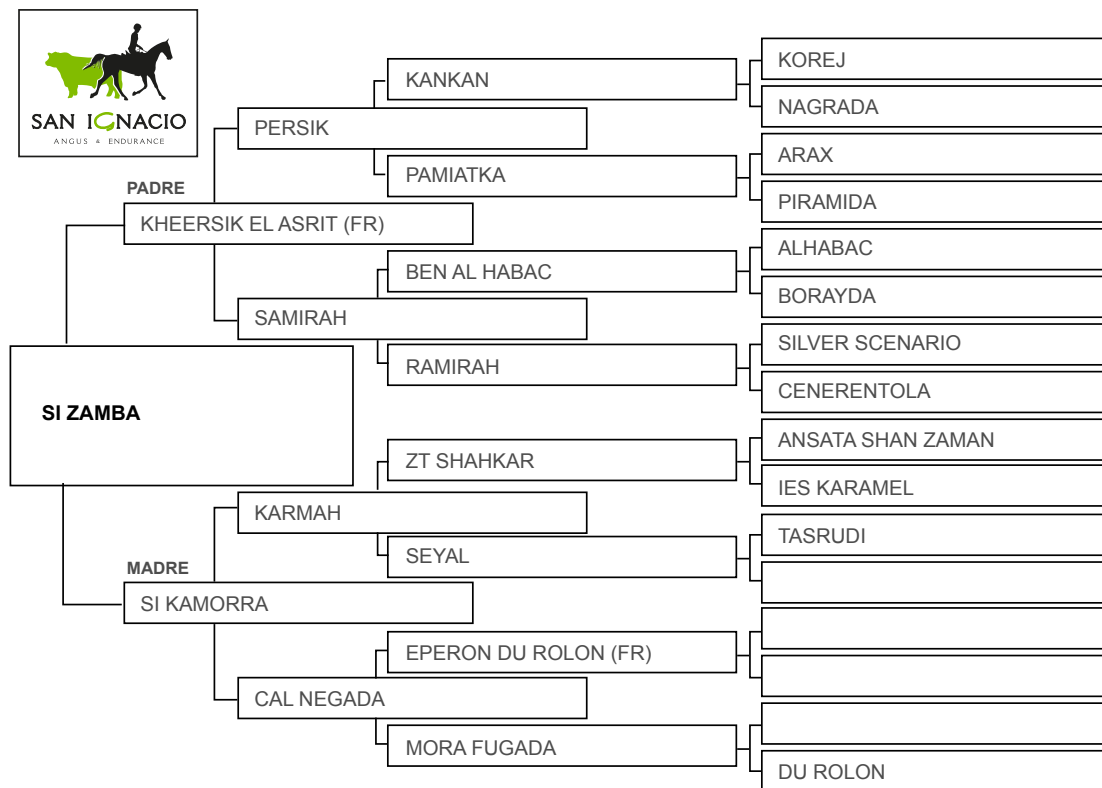 SAN IGNACIO
ANGUS & ENDURANCE
KOREJ
KANKAN
NAGRADA
PERSIK
ARAX
PAMIATKA
PIRAMIDA
PADRE
KHEERSIK EL ASRIT (FR)
ALHABAC
BEN AL HABAC
BORAYDA
SAMIRAH
SILVER SCENARIO
RAMIRAH
CENERENTOLA
SI ZAMBA
ANSATA SHAN ZAMAN
ZT SHAHKAR
IES KARAMEL
KARMAH
TASRUDI
SEYAL
MADRE
SI KAMORRA
EPERON DU ROLON (FR)
CAL NEGADA
MORA FUGADA
DU ROLON